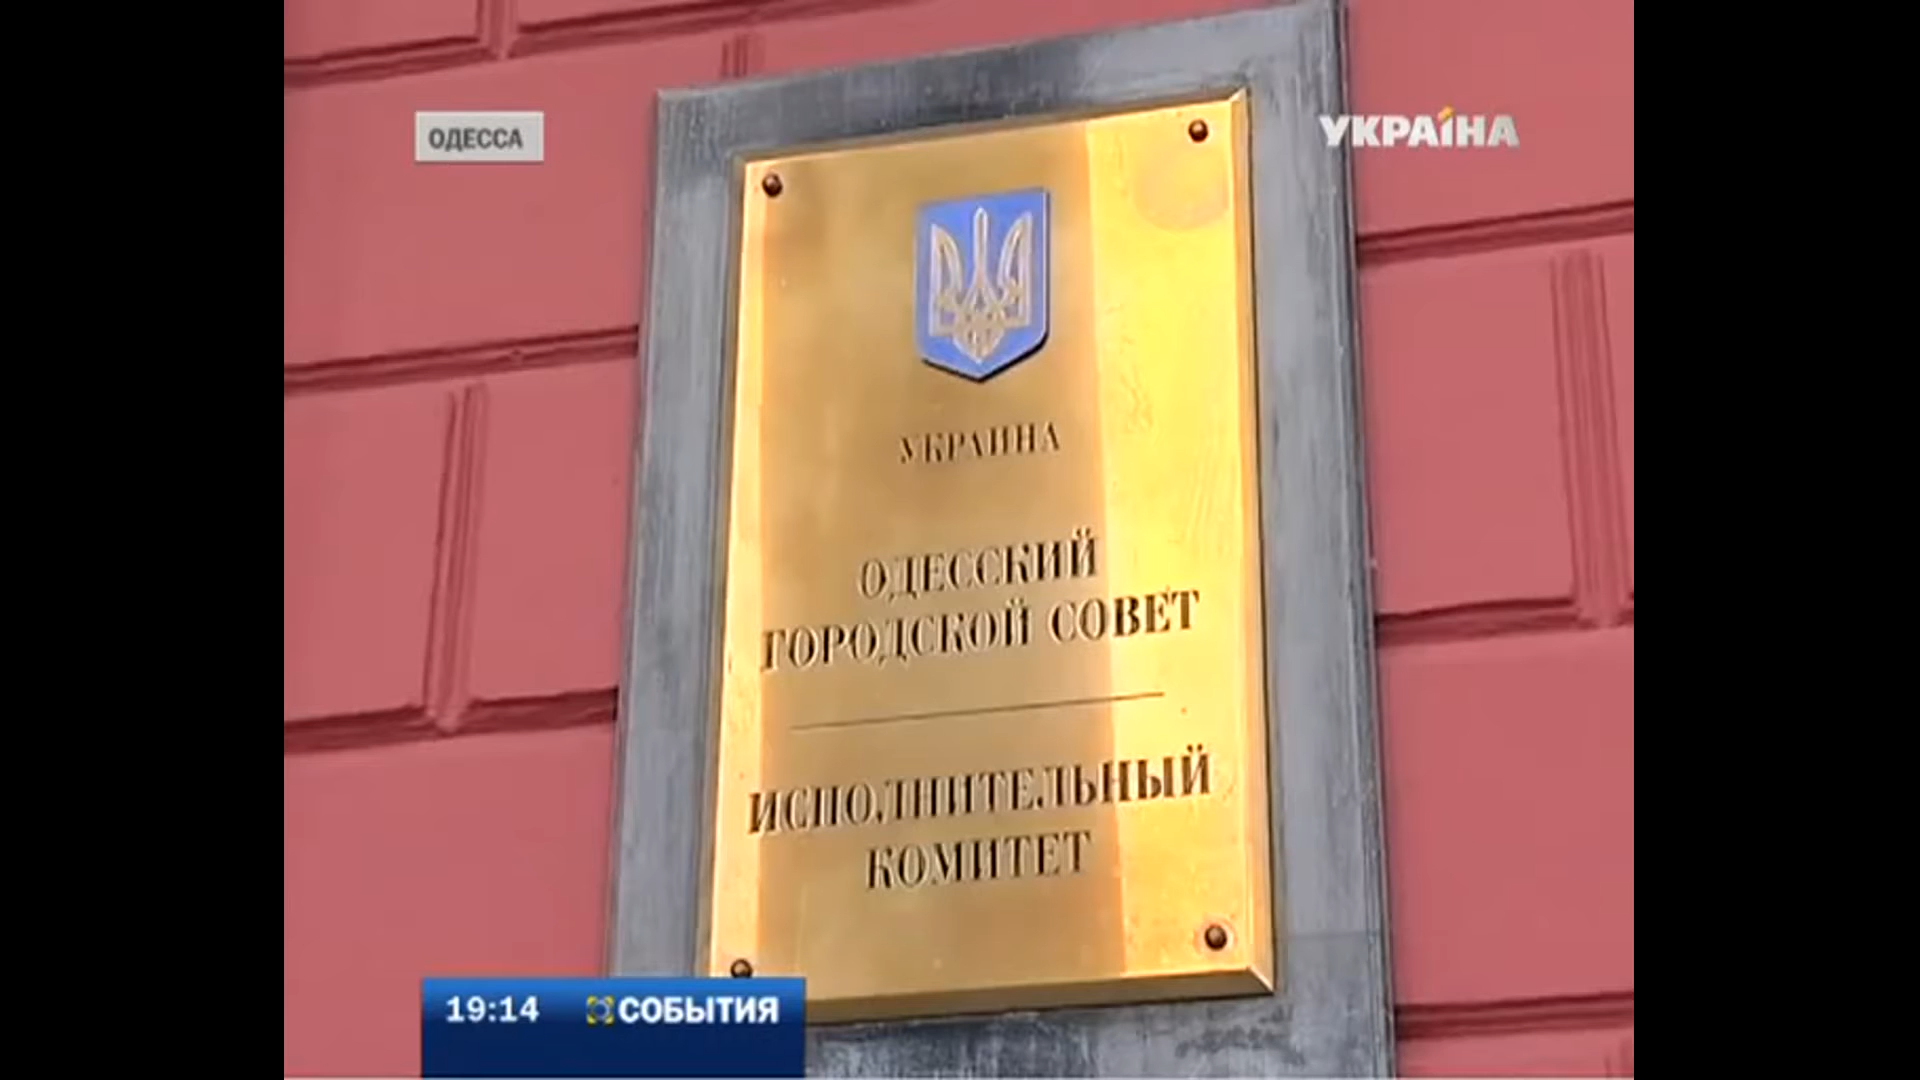 ОДЕССА
УКРАЇНА
УКРАИНА
ОДЕССКИЙ
ГОРОДСКОЙ СОВЕТ
ИСПОЛНИТЕЛЬНЫЙ
КОМИТЕТ
19:14 СОБЫТИЯ